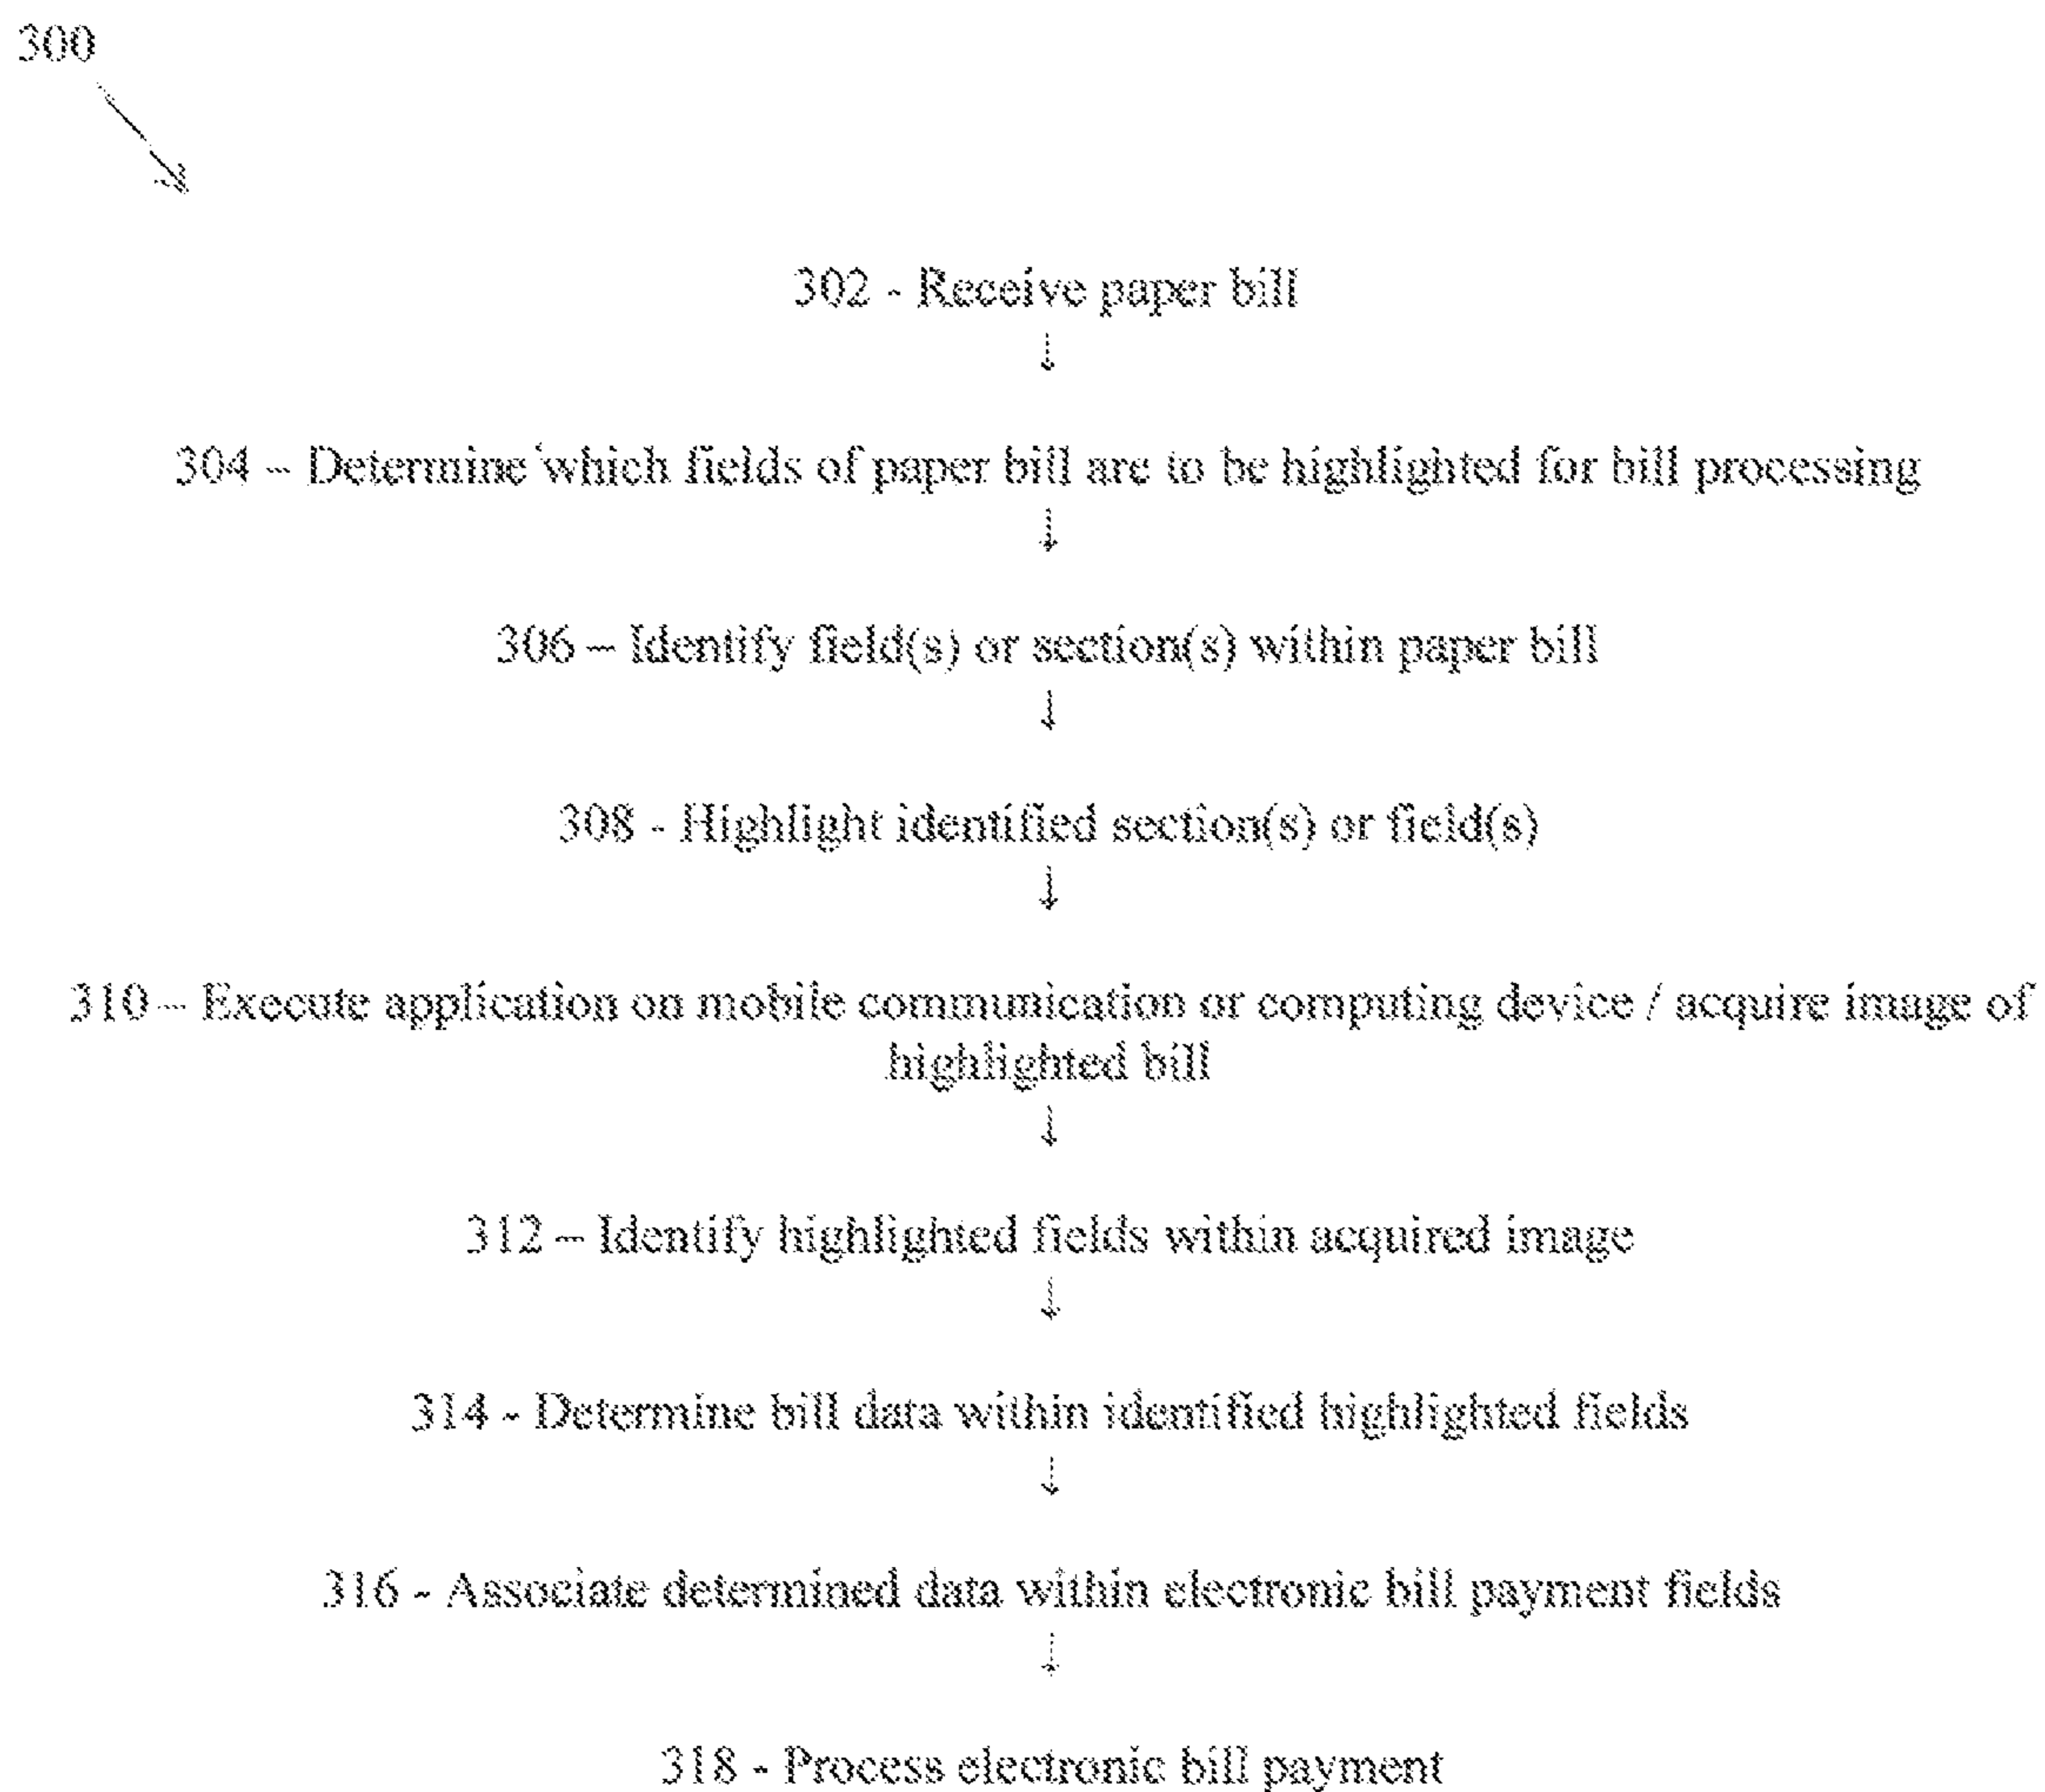 300
302 - Receive paper bill
↓
304 – Determine which fields of paper bill are to be highlighted for bill processing
↓
306 – Identify field(s) or section(s) within paper bill
↓
308 - Highlight identified section(s) or field(s)
↓
310 – Execute application on mobile communication or computing device / acquire image of
highlighted bill
↓
312 – Identify highlighted fields within acquired image
↓
314 - Determine bill data within identified highlighted fields
↓
316 - Associate determined data within electronic bill payment fields
↓
318 - Process electronic bill payment